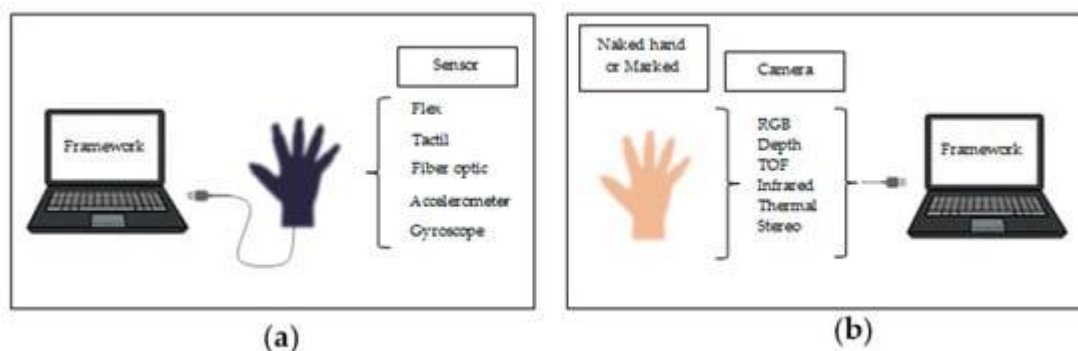 Framework
Sensor
Flex
Tactil
Fiber optic
Accelerometer
Gyroscope
(a)
Naked hand
or Marked
Camera
RGB
Depth
TOF
Infrared
Thermal
Stereo
Framework
(b)